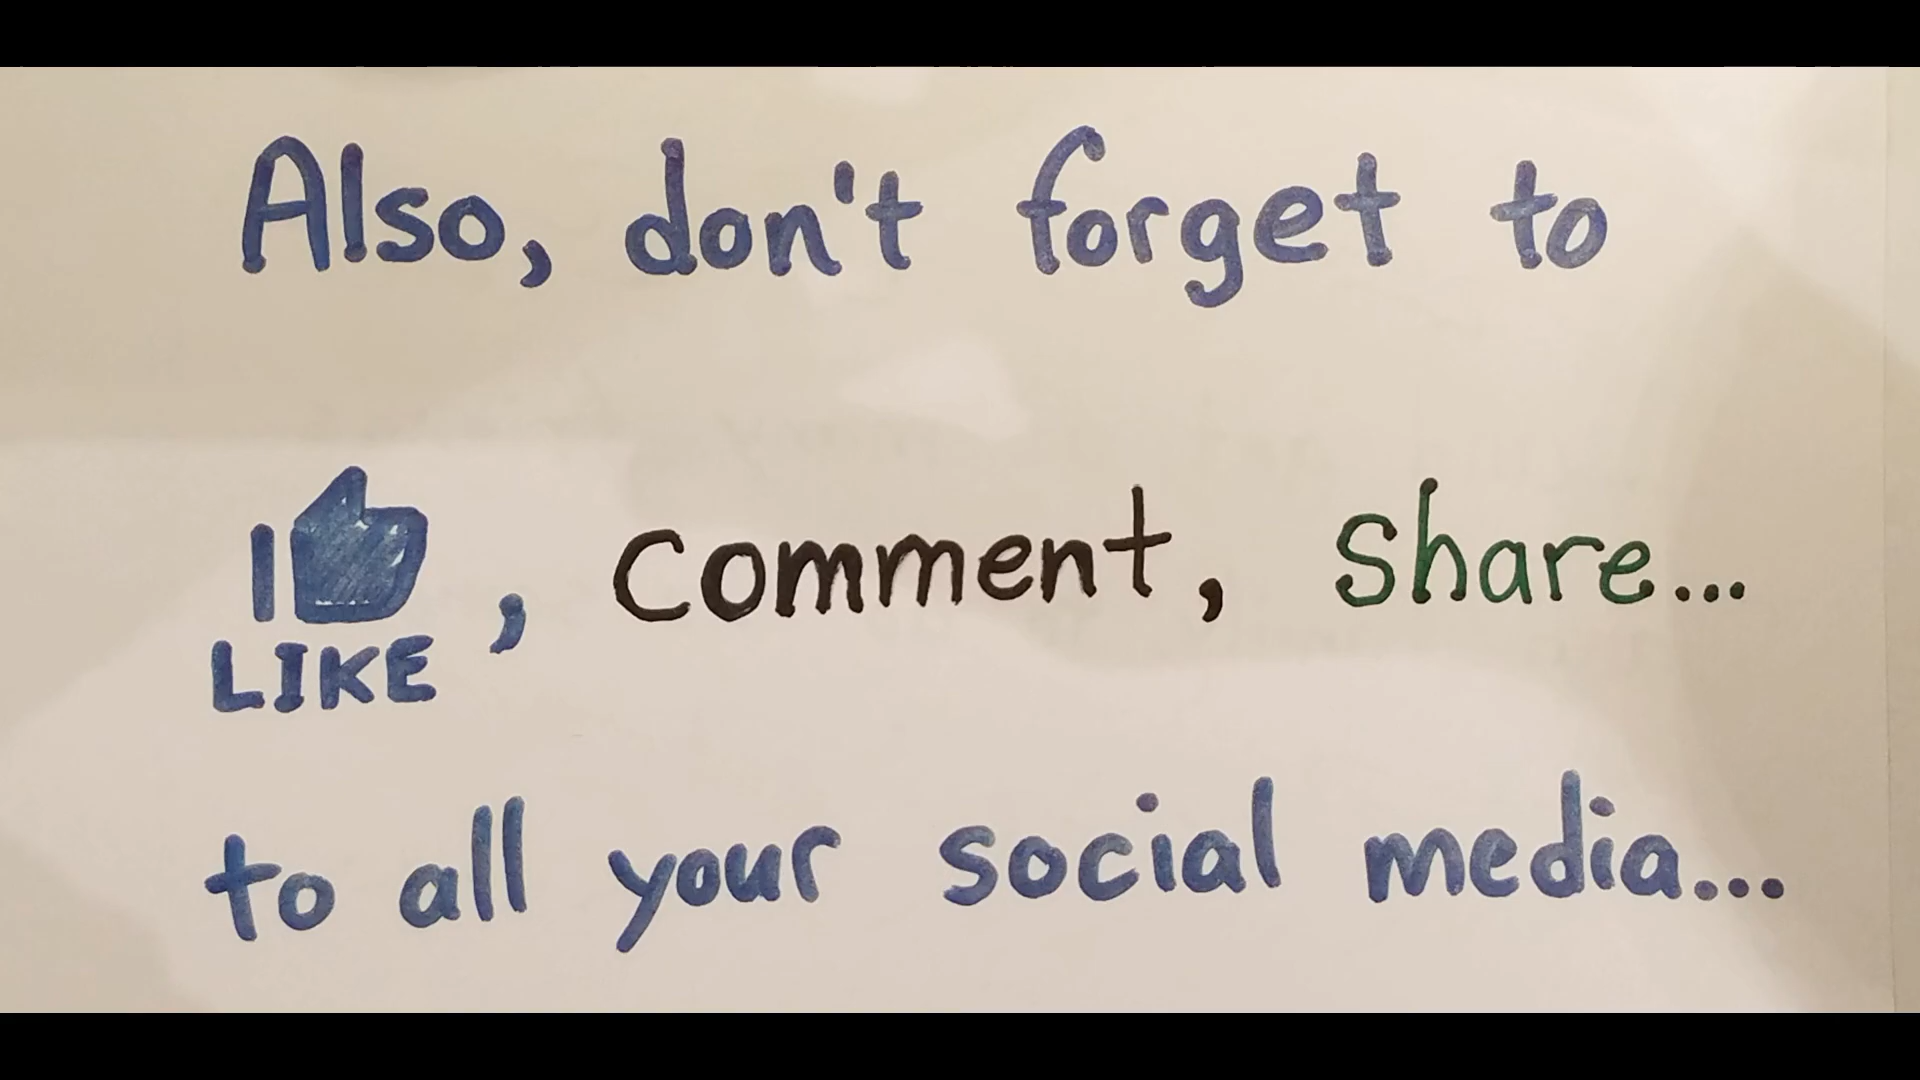 Also, don't forget to
LIKE, comment, share...
to all your social media...